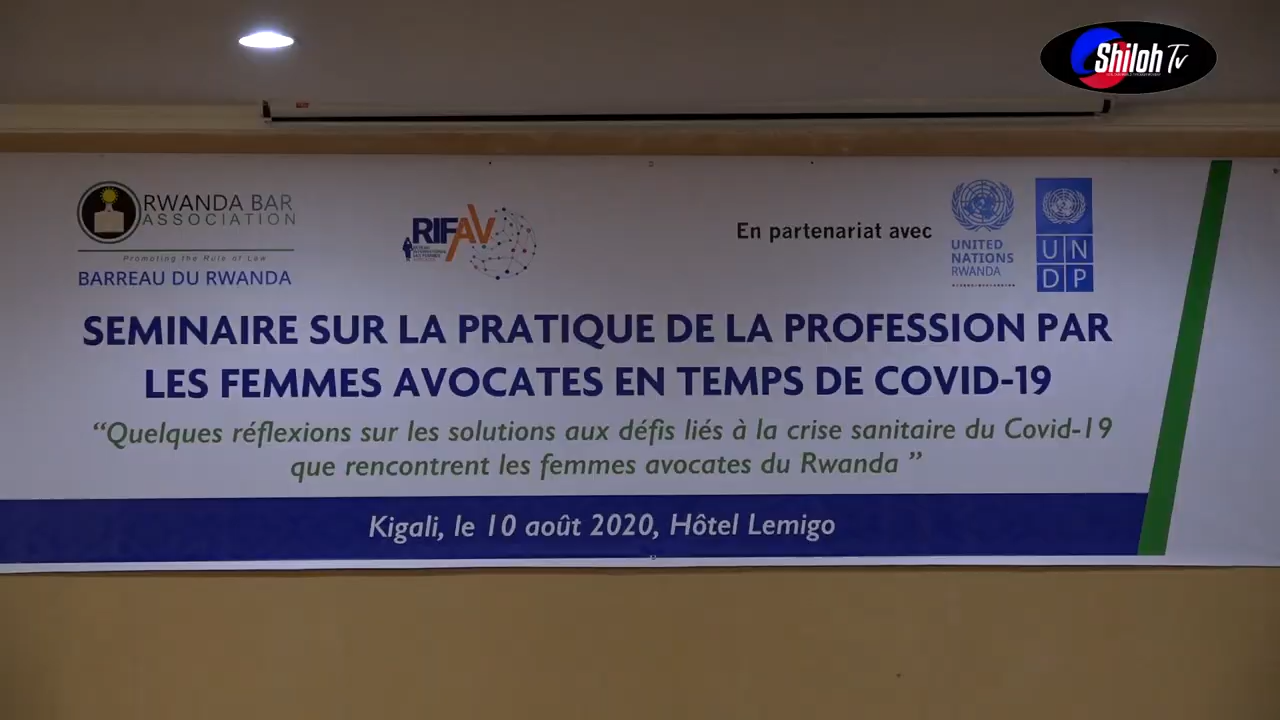 Shiloh Tv
RWANDA BAR
ASSOCIATION
Promoting the Rule of Law
BARREAU DU RWANDA
RIFAV
En partenariat avec
UNITED
NATIONS
RWANDA
UN
DP
SEMINAIRE SUR LA PRATIQUE DE LA PROFESSION PAR
LES FEMMES AVOCATES EN TEMPS DE COVID-19
“Quelques réflexions sur les solutions aux défis liés à la crise sanitaire du Covid-19
que rencontrent les femmes avocates du Rwanda ”
Kigali, le 10 août 2020, Hôtel Lemigo